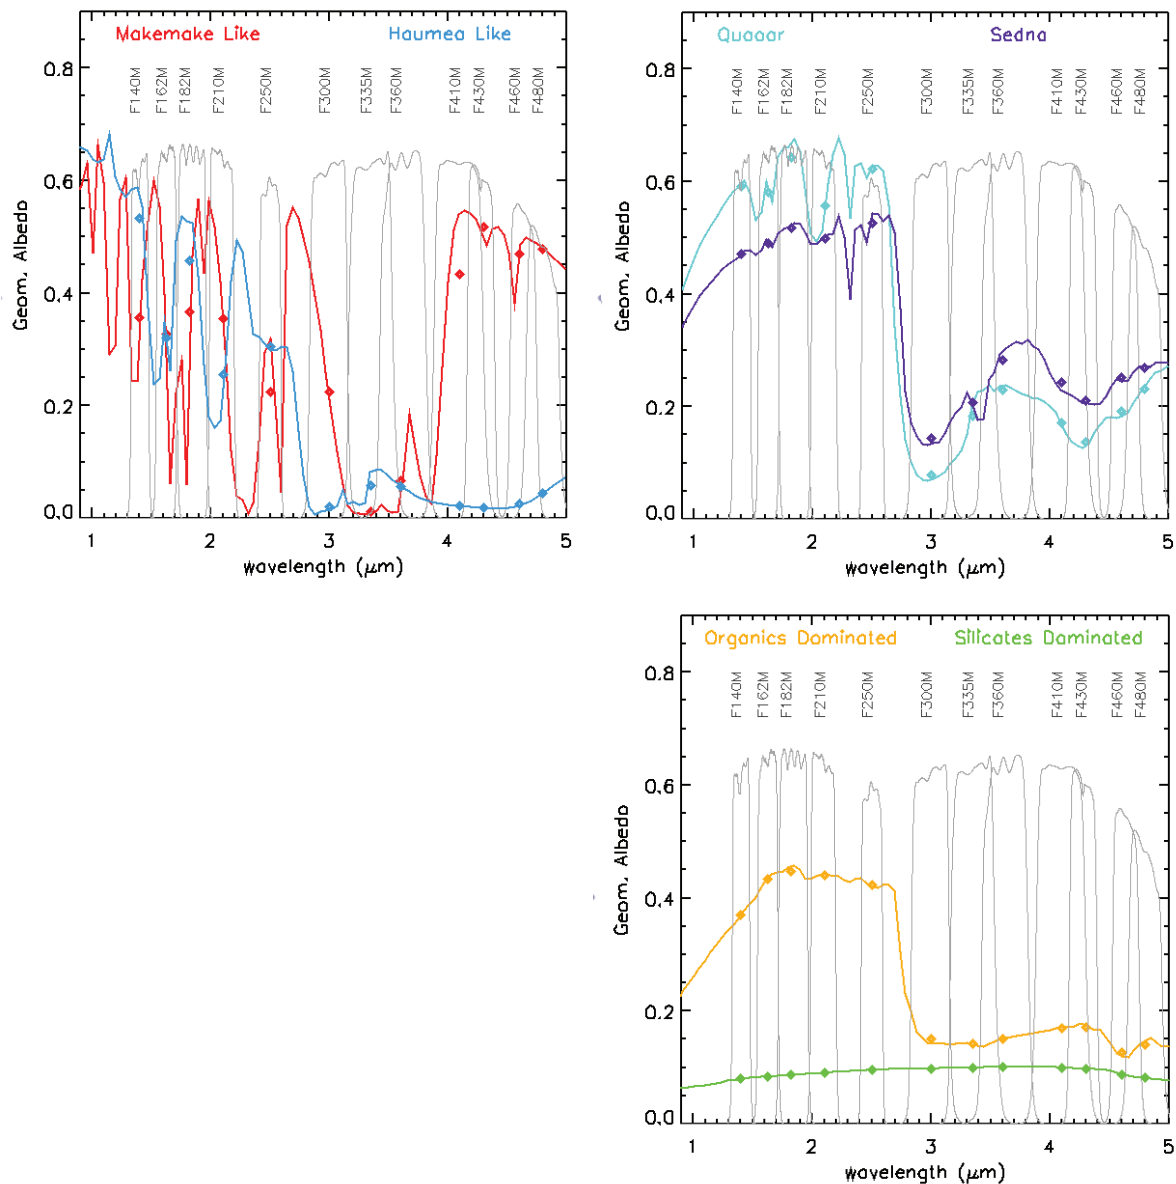 Makemake Like Haumea Like
F140M F162M F182M F210M F250M F300M F335M F360M F410M F430M F460M F480M
0.8
0.6
0.4
0.2
0.0
Geom. Albedo
1 2 3 4 5
wavelength (μm)
Quaoar Sedna
F140M F162M F182M F210M F250M F300M F335M F360M F410M F430M F460M F480M
0.8
0.6
0.4
0.2
0.0
Geom. Albedo
1 2 3 4 5
wavelength (μm)
Organics Dominated Silicates Dominated
F140M F162M F182M F210M F250M F300M F335M F360M F410M F430M F460M F480M
0.8
0.6
0.4
0.2
0.0
Geom. Albedo
1 2 3 4 5
wavelength (μm)